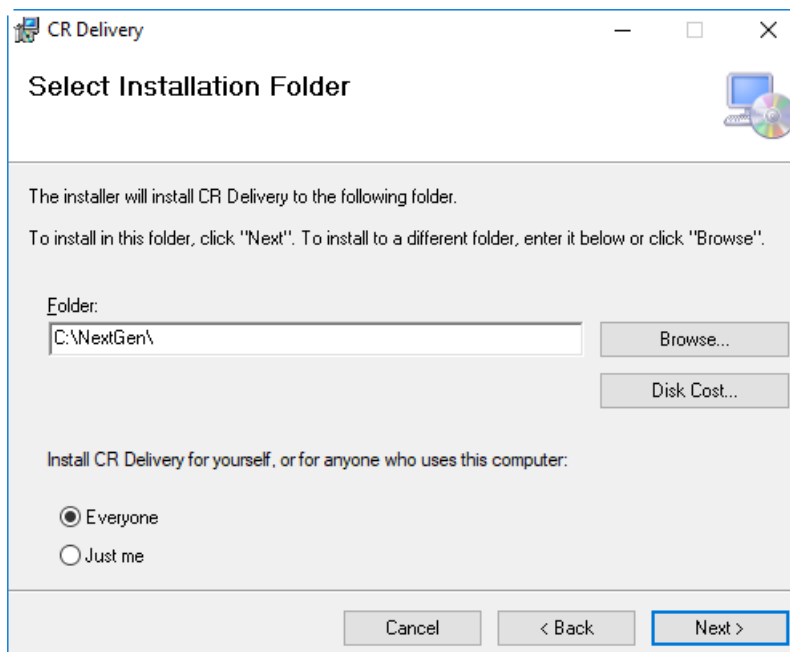 CR Delivery
Select Installation Folder
The installer will install CR Delivery to the following folder.
To install in this folder, click "Next". To install to a different folder, enter it below or click "Browse".
Folder:
C:\NextGen\
Browse...
Disk Cost...
Install CR Delivery for yourself, or for anyone who uses this computer:
Everyone
Just me
Cancel
< Back
Next >